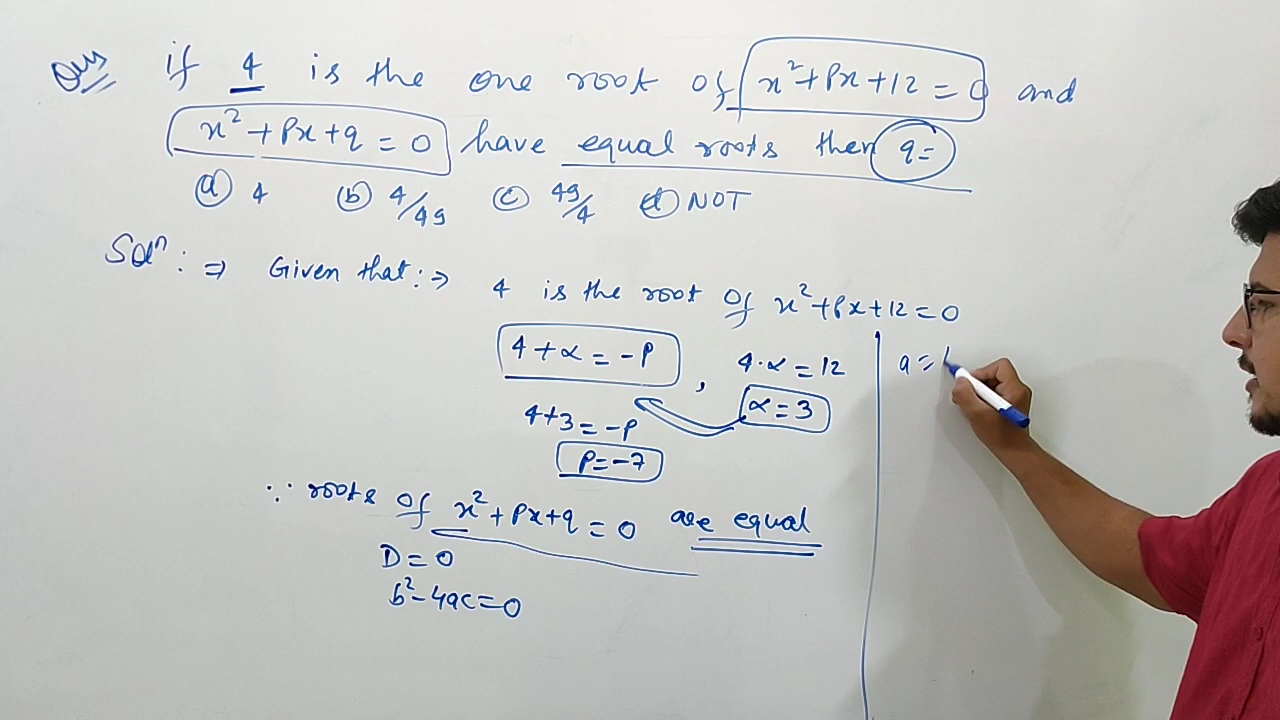 Ques if 4 is the one root of x²+Px+12=0 and
x²+Px+q=0 have equal roots then q=
(a) 4 (b) 4/49 (c) 49/4 (d) NOT
Solⁿ:⇒ Given that:⇒ 4 is the root of x²+Px+12=0
4+α=-P , 4·α=12
α=3
4+3=-P
P=-7
∵ roots of x²+Px+q=0 are equal
D=0
b²-4ac=0
a=1